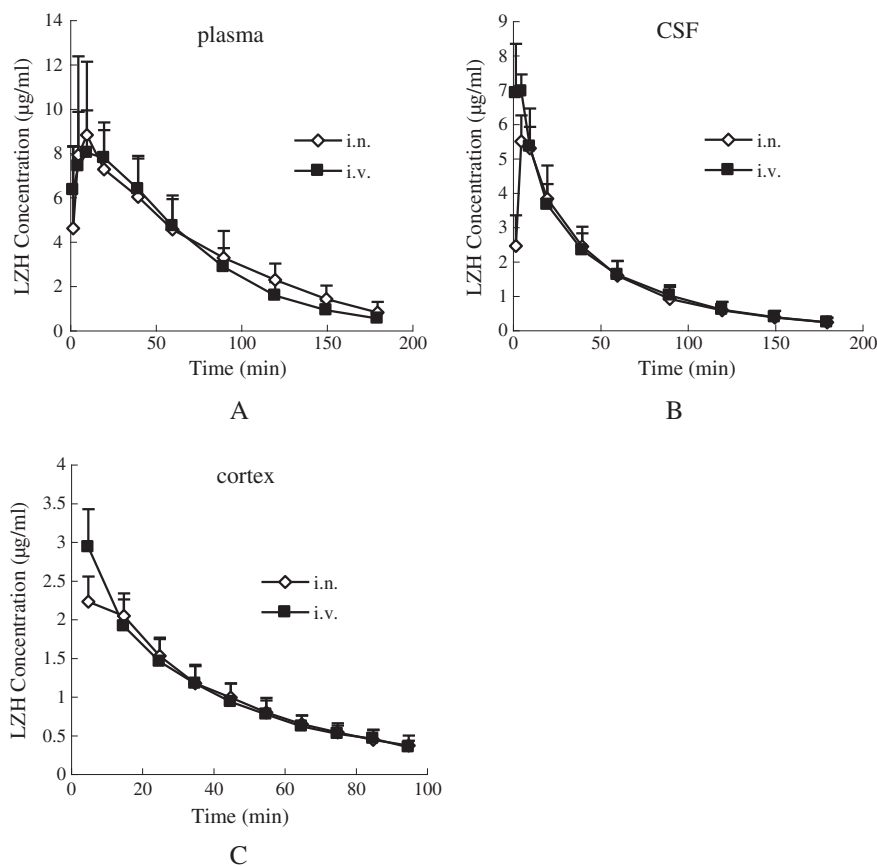 plasma
LZH Concentration (μg/ml)
14
12
10
8
6
4
2
0
i.n.
i.v.
0 50 100 150 200
Time (min)
A
CSF
LZH Concentration (μg/ml)
9
8
7
6
5
4
3
2
1
0
i.n.
i.v.
0 50 100 150 200
Time (min)
B
cortex
LZH Concentration (μg/ml)
4
3.5
3
2.5
2
1.5
1
0.5
0
i.n.
i.v.
0 20 40 60 80 100
Time (min)
C